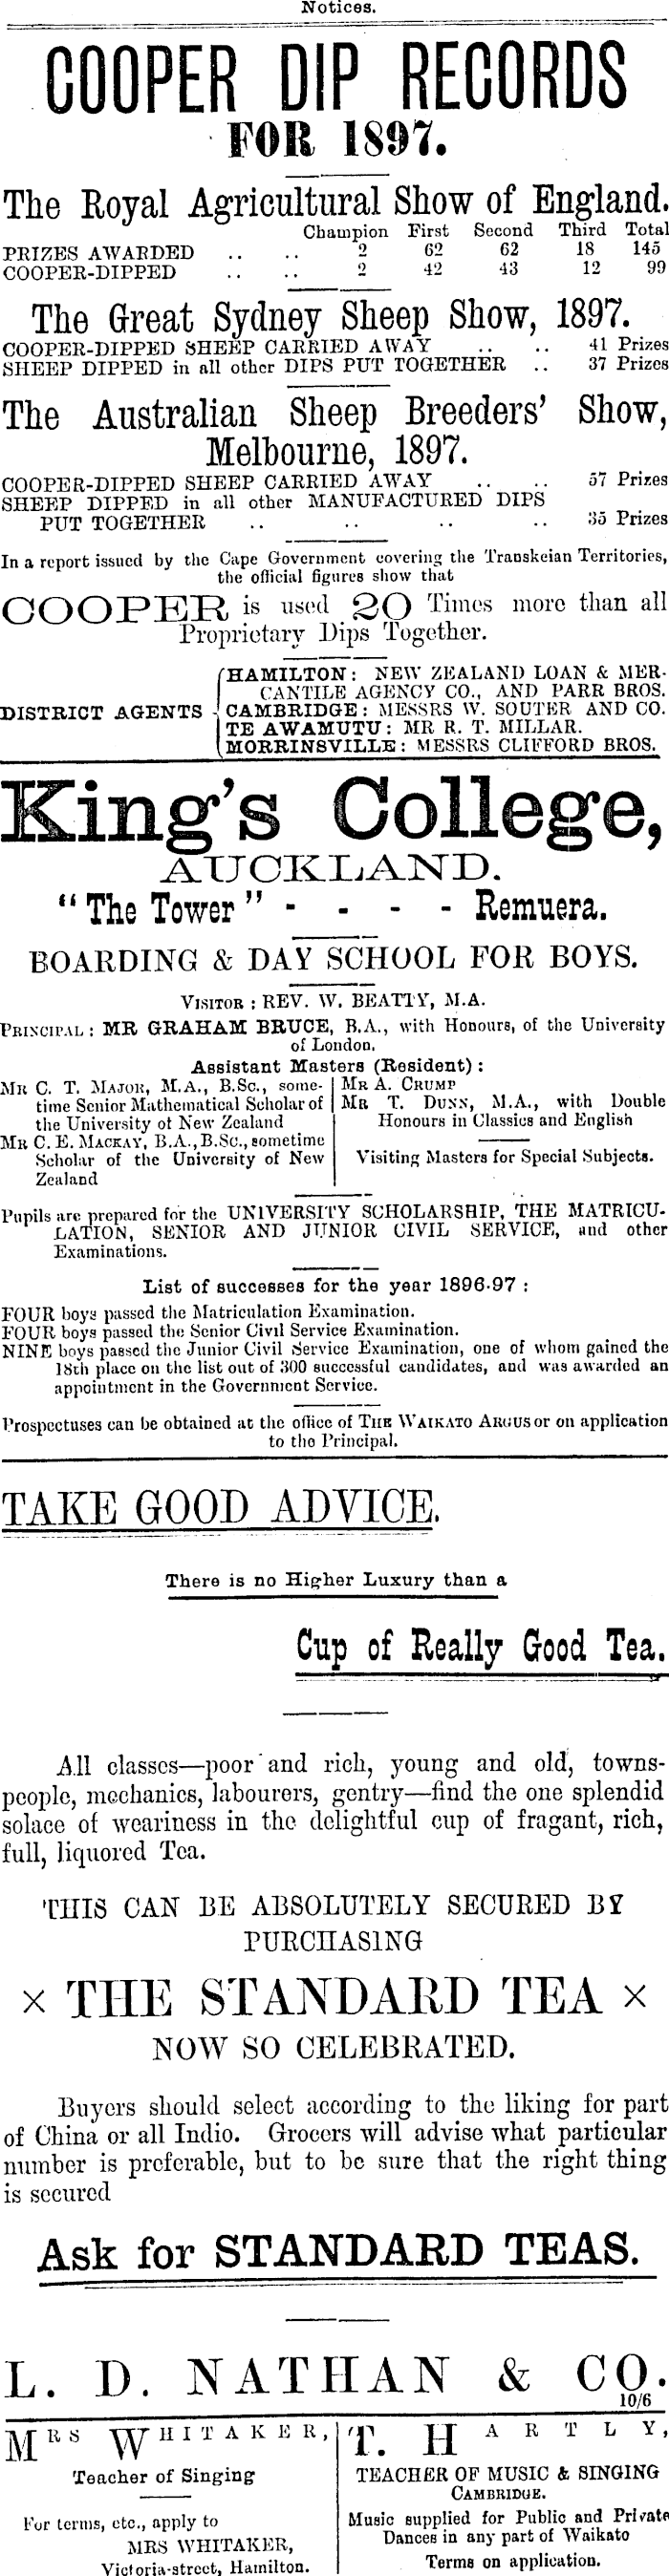 Notices.
COOPER DIP RECORDS
FOR 1897.
The Royal Agricultural Show of England.
Champion First Second Third Total
PRIZES AWARDED .. .. 2 62 62 18 145
COOPER-DIPPED .. .. 2 42 43 12 99
The Great Sydney Sheep Show, 1897.
COOPER-DIPPED SHEEP CARRIED AWAY .. .. 41 Prizes
SHEEP DIPPED in all other DIPS PUT TOGETHER .. 37 Prizes
The Australian Sheep Breeders' Show,
Melbourne, 1897.
COOPER-DIPPED SHEEP CARRIED AWAY .. .. 57 Prizes
SHEEP DIPPED in all other MANUFACTURED DIPS
PUT TOGETHER .. .. .. .. 35 Prizes
In a report issued by the Cape Government covering the Transkeian Territories,
the official figures show that
COOPER is used 20 Times more than all
Proprietary Dips Together.
DISTRICT AGENTS
HAMILTON: NEW ZEALAND LOAN & MER-
CANTILE AGENCY CO., AND PARR BROS.
CAMBRIDGE: MESSRS W. SOUTER AND CO.
TE AWAMUTU: MR R. T. MILLAR.
MORRINSVILLE: MESSRS CLIFFORD BROS.
King's College,
AUCKLAND.
"The Tower" - - - - Remuera.
BOARDING & DAY SCHOOL FOR BOYS.
VISITOR: REV. W. BEATTY, M.A.
PRINCIPAL: MR GRAHAM BRUCE, B.A., with Honours, of the University
of London.
Assistant Masters (Resident):
MR C. T. MAJOR, M.A., B.Sc., some-
time Senior Mathematical Scholar of
the University of New Zealand
MR C. E. MACKAY, B.A., B.Sc., sometime
Scholar of the University of New
Zealand
MR A. CRUMP
MR T. DUNN, M.A., with Double
Honours in Classics and English
Visiting Masters for Special Subjects.
Pupils are prepared for the UNIVERSITY SCHOLARSHIP, THE MATRICU-
LATION, SENIOR AND JUNIOR CIVIL SERVICE, and other
Examinations.
List of successes for the year 1896-97:
FOUR boys passed the Matriculation Examination.
FOUR boys passed the Senior Civil Service Examination.
NINE boys passed the Junior Civil Service Examination, one of whom gained the
18th place on the list out of 300 successful candidates, and was awarded an
appointment in the Government Service.
Prospectuses can be obtained at the office of THE WAIKATO ARGUS or on application
to the Principal.
TAKE GOOD ADVICE.
There is no Higher Luxury than a
Cup of Really Good Tea.
All classes—poor and rich, young and old, towns-
people, mechanics, labourers, gentry—find the one splendid
solace of weariness in the delightful cup of fragant, rich,
full, liquored Tea.
THIS CAN BE ABSOLUTELY SECURED BY
PURCHASING
× THE STANDARD TEA ×
NOW SO CELEBRATED.
Buyers should select according to the liking for part
of China or all Indio. Grocers will advise what particular
number is preferable, but to be sure that the right thing
is secured
Ask for STANDARD TEAS.
L. D. NATHAN & CO.
10/6
MRS WHITAKER,
Teacher of Singing
For terms, etc., apply to
MRS WHITAKER,
Victoria-street, Hamilton.
T. HARTLY,
TEACHER OF MUSIC & SINGING
CAMBRIDGE.
Music supplied for Public and Private
Dances in any part of Waikato
Terms on application.